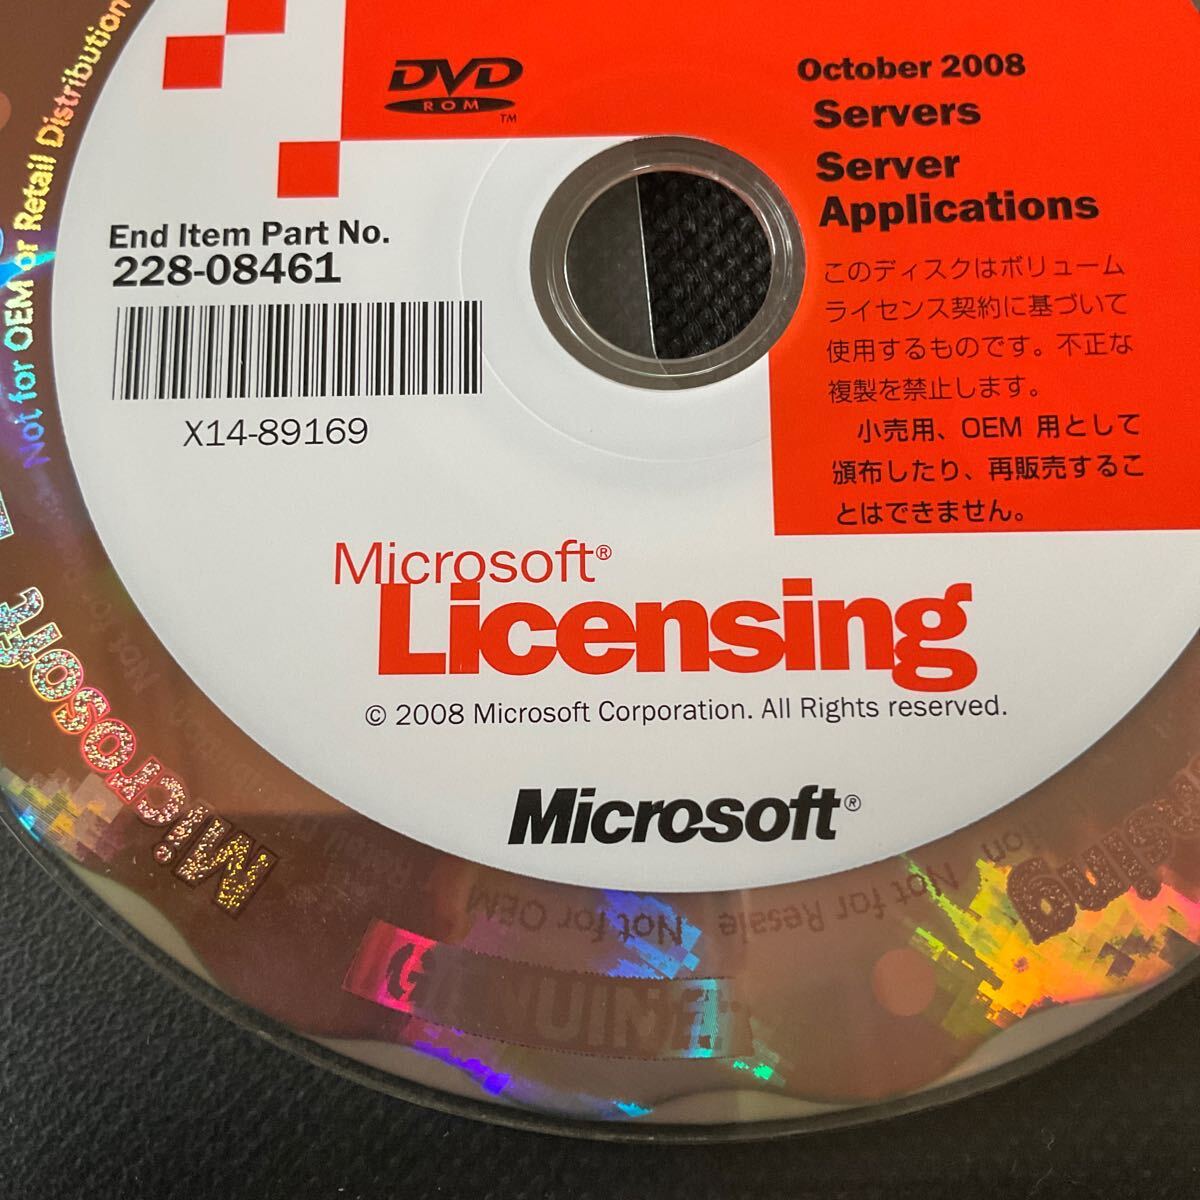 DVD
ROM
TM
October 2008
Servers
Server
Applications
End Item Part No.
228-08461
X14-89169
このディスクはボリューム
ライセンス契約に基づいて
使用するものです。不正な
複製を禁止します。
小売用、OEM 用として
頒布したり、再販売するこ
とはできません。
Microsoft®
Licensing
© 2008 Microsoft Corporation. All Rights reserved.
Microsoft®
Not for OEM or Retail Distribution
Microsoft
Not for OEM
Not for Resale
Not for
GENUINE